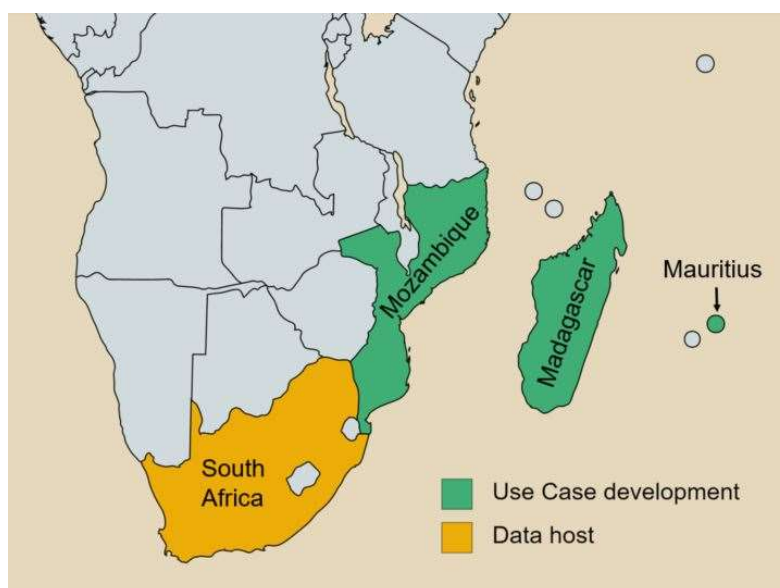 Mozambique
Madagascar
Mauritius
South
Africa
Use Case development
Data host